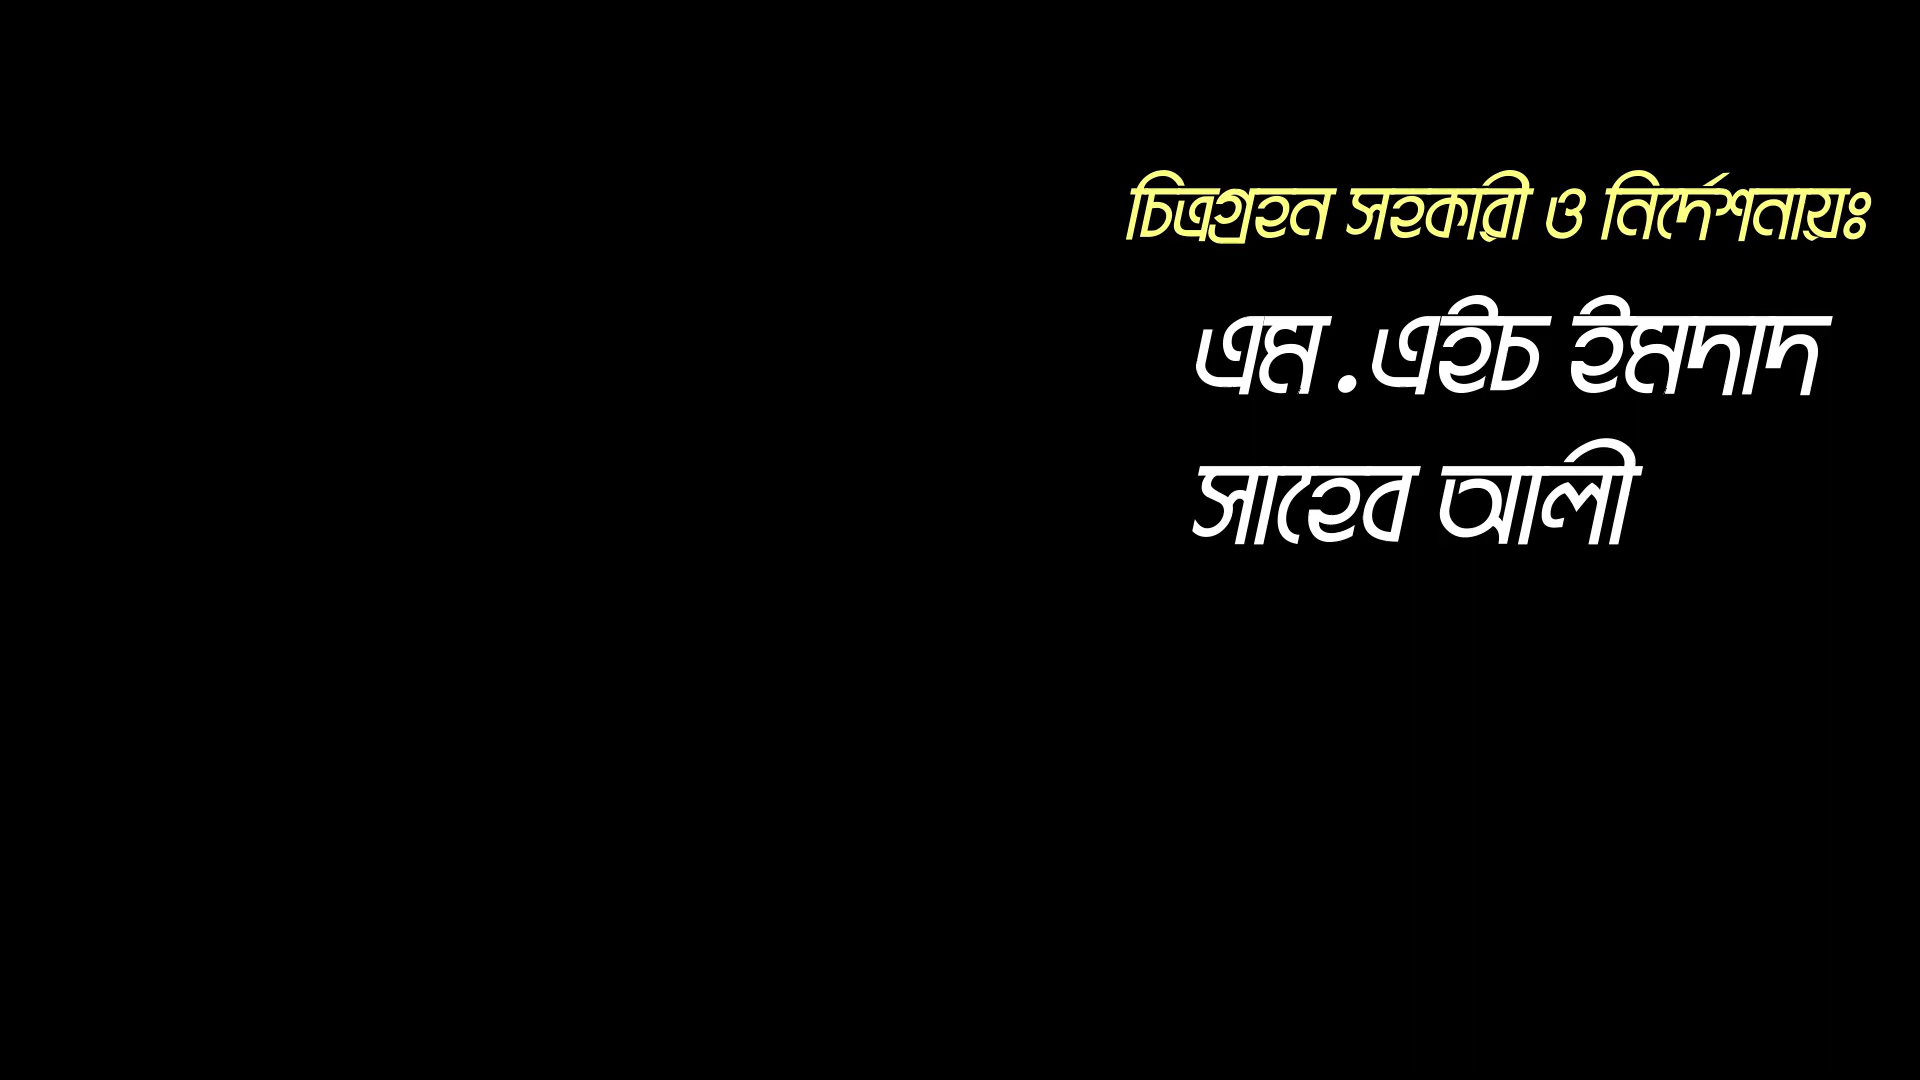 চিত্রগ্রহন সহকারী ও নির্দেশনায়ঃ
এম .এইচ ইমদাদ
সাহেব আলী